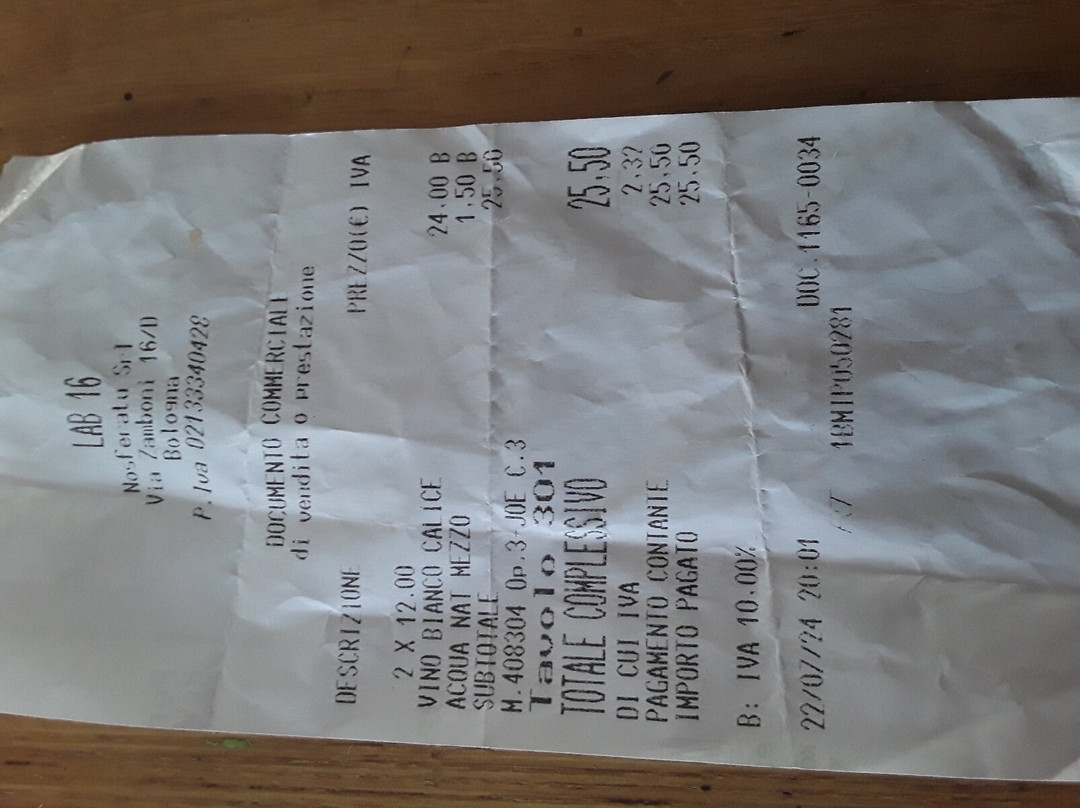 LAB 16
Nosferatu Srl
Via Zamboni 16/D
Bologna
P.Iva 02133340428
DOCUMENTO COMMERCIALE
di vendita o prestazione
DESCRIZIONE PREZZO(€) IVA
2 X 12.00
VINO BIANCO CALICE 24.00 B
ACQUA NAT MEZZO 1.50 B
SUBTOTALE 25.50
M.408304 Op.3-JOE C.3
Tavolo 301
TOTALE COMPLESSIVO 25,50
DI CUI IVA 2.32
PAGAMENTO CONTANTE 25.50
IMPORTO PAGATO 25.50
B: IVA 10.00%
22/07/24 20:01 DOC.1165-0034